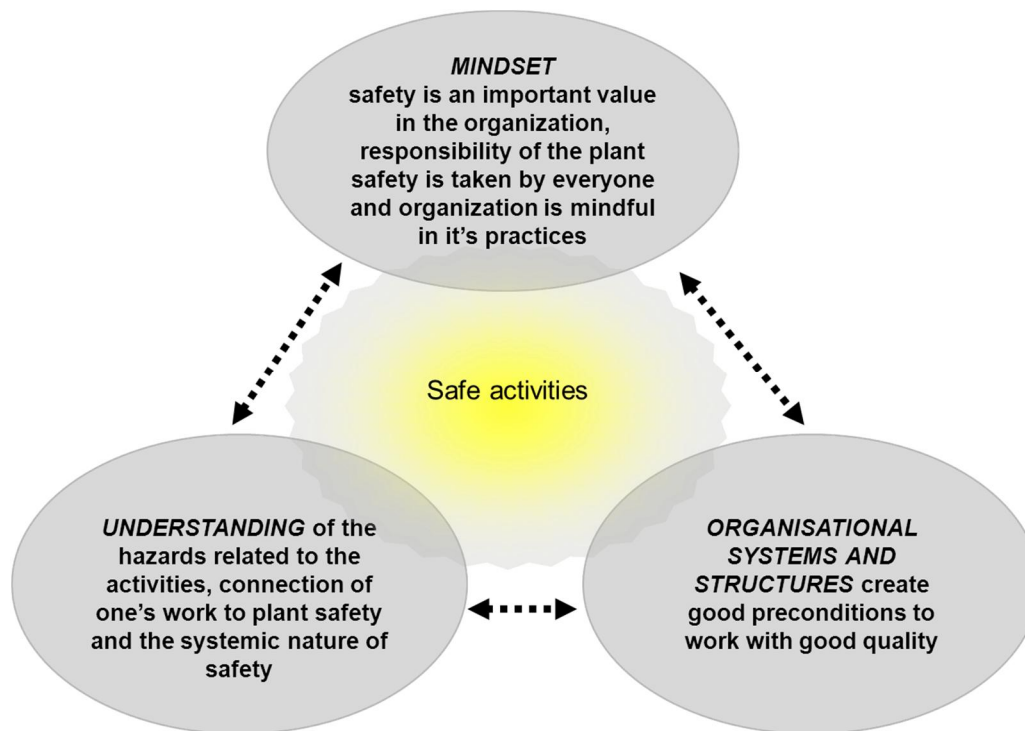 MINDSET
safety is an important value
in the organization,
responsibility of the plant
safety is taken by everyone
and organization is mindful
in it’s practices
Safe activities
UNDERSTANDING of the
hazards related to the
activities, connection of
one’s work to plant safety
and the systemic nature of
safety
ORGANISATIONAL
SYSTEMS AND
STRUCTURES create
good preconditions to
work with good quality